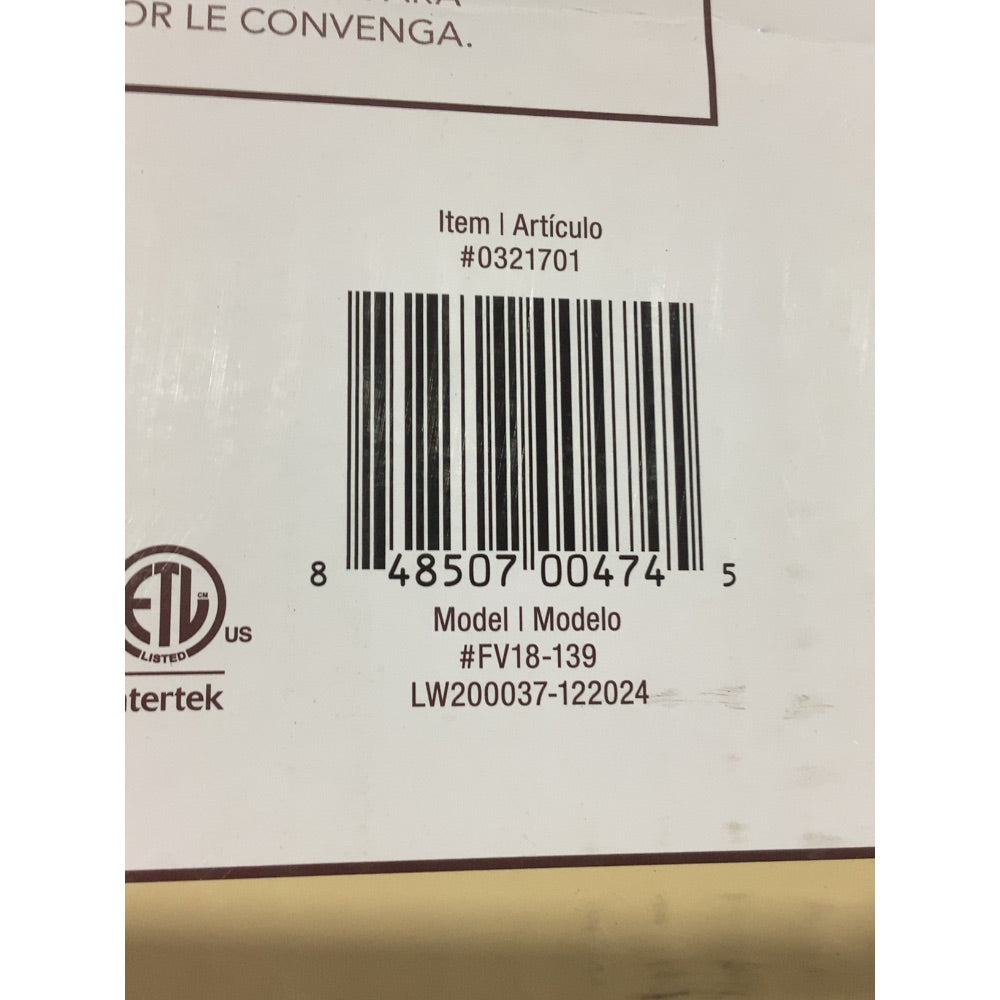 OR LE CONVENGA.
Item | Artículo
#0321701
8 48507 00474 5
Model | Modelo
#FV18-139
LW200037-122024
ETL CM
US
LISTED
ntertek